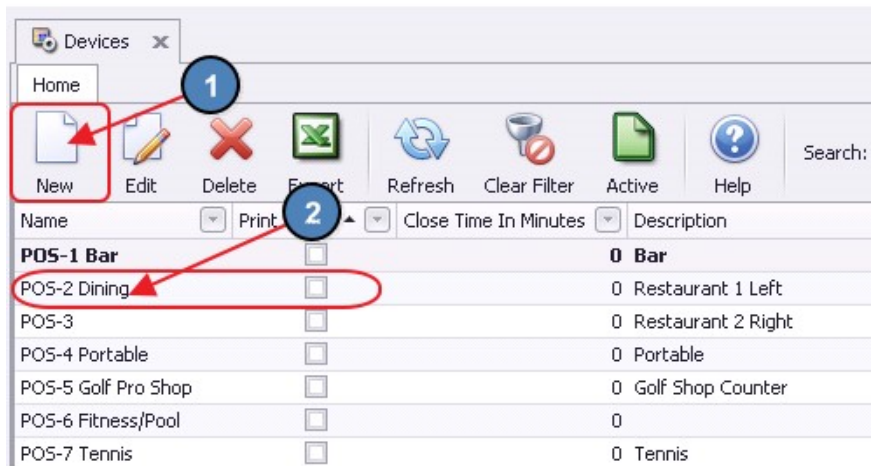 Devices
Home
1
New Edit Delete Export Refresh Clear Filter Active Help Search:
Name Print 2 Close Time In Minutes Description
POS-1 Bar 0 Bar
POS-2 Dining 0 Restaurant 1 Left
POS-3 0 Restaurant 2 Right
POS-4 Portable 0 Portable
POS-5 Golf Pro Shop 0 Golf Shop Counter
POS-6 Fitness/Pool 0
POS-7 Tennis 0 Tennis